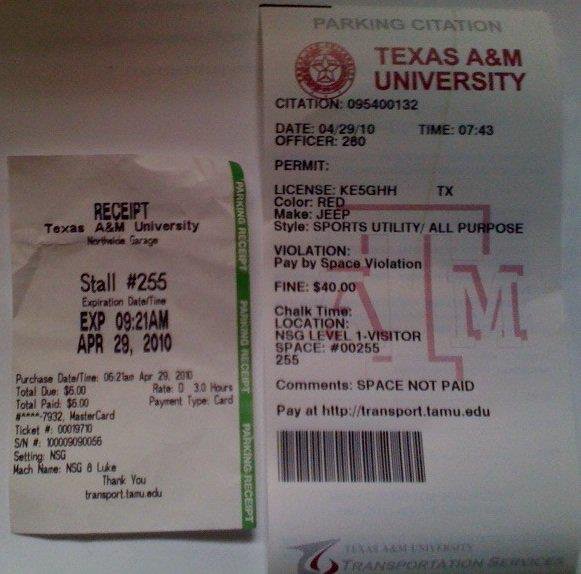 RECEIPT
Texas A&M University
Northside Garage
Stall #255
Expiration Date/Time
EXP 09:21AM
APR 29, 2010
Purchase Date/Time: 06:21am Apr 29, 2010
Total Due: $6.00 Rate: D 3.0 Hours
Total Paid: $6.00 Payment Type: Card
#****-7932, MasterCard
Ticket #: 00019710
S/N #: 100009090056
Setting: NSG
Mach Name: NSG 8 Luke
Thank You
transport.tamu.edu
PARKING RECEIPT
PARKING RECEIPT
PARKING RECEIPT
PARKING CITATION
TEXAS A&M
UNIVERSITY
CITATION: 095400132
DATE: 04/29/10 TIME: 07:43
OFFICER: 280
PERMIT:
LICENSE: KE5GHH TX
Color: RED
Make: JEEP
Style: SPORTS UTILITY/ ALL PURPOSE
VIOLATION:
Pay by Space Violation
FINE: $40.00
Chalk Time:
LOCATION:
NSG LEVEL 1-VISITOR
SPACE: #00255
255
Comments: SPACE NOT PAID
Pay at http://transport.tamu.edu
ATM
TEXAS A&M UNIVERSITY
TRANSPORTATION SERVICES